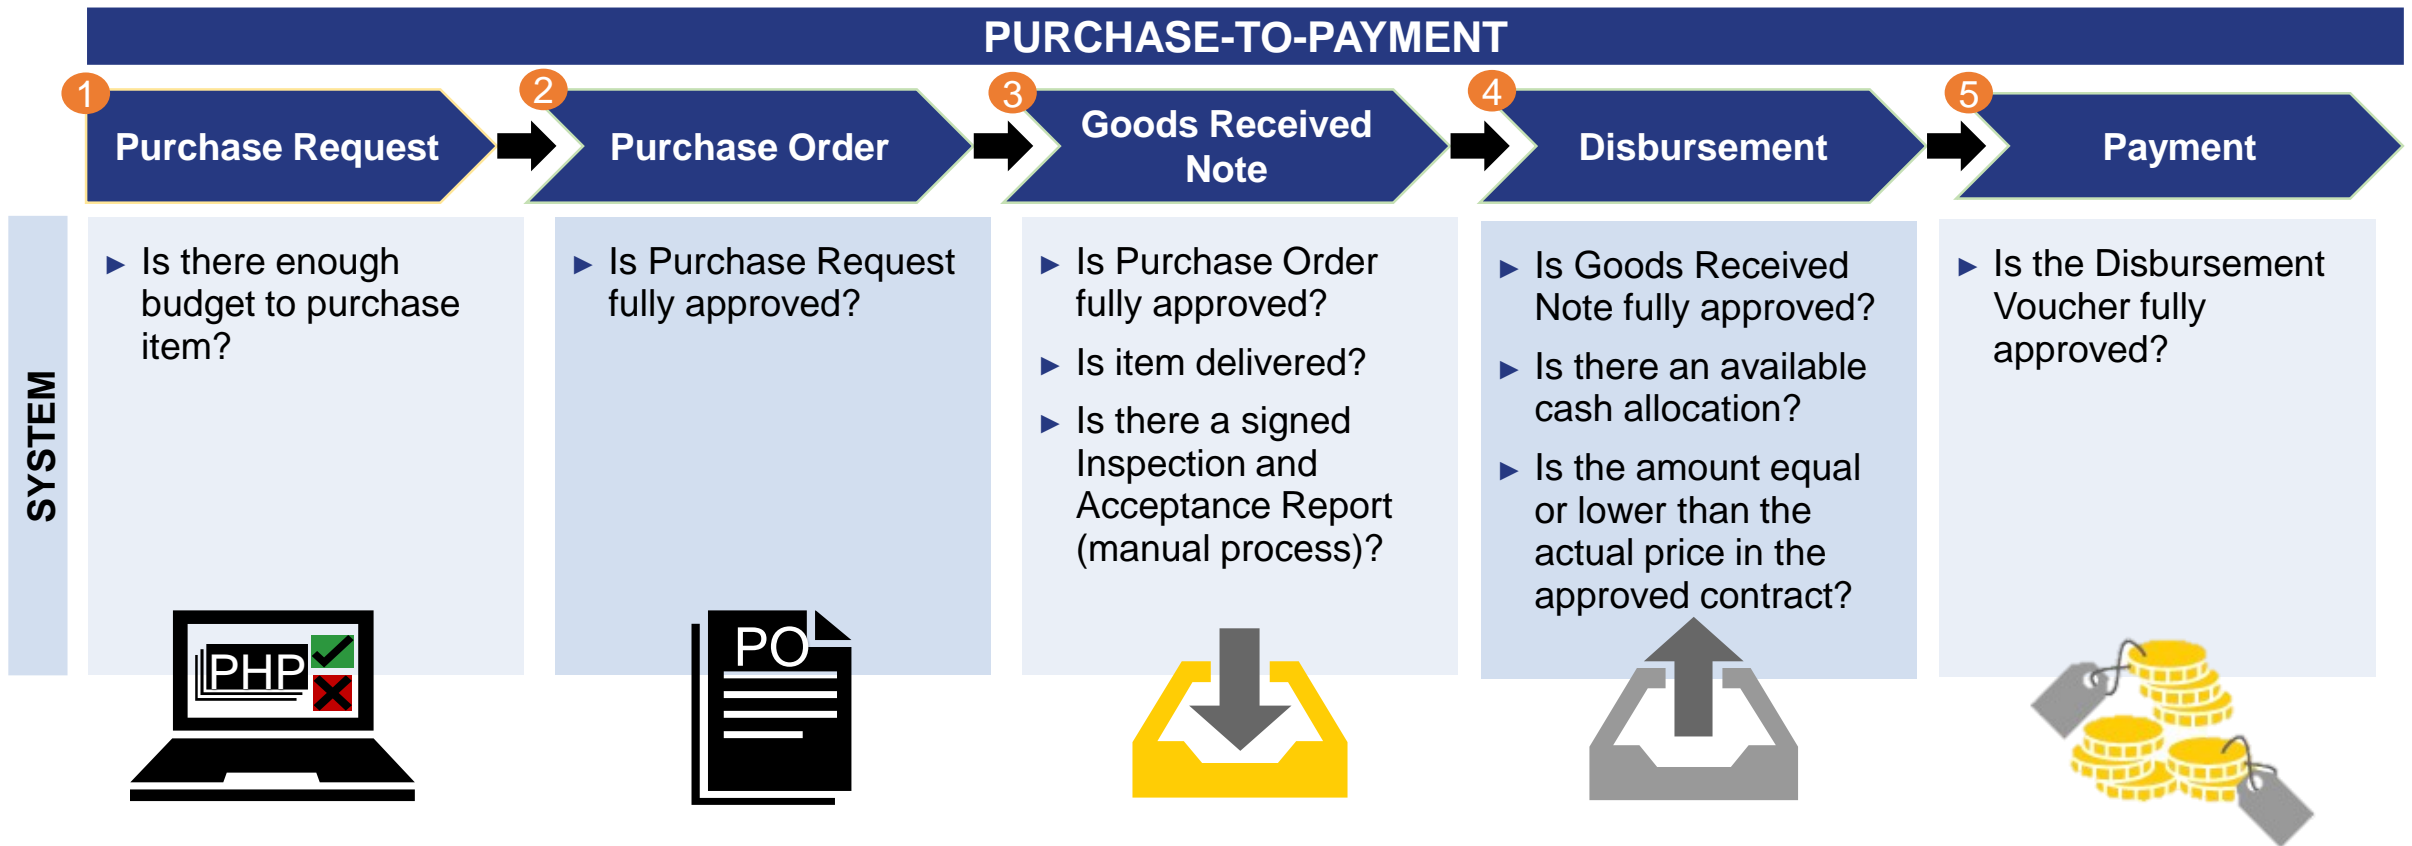 PURCHASE-TO-PAYMENT
1
Purchase Request
2
Purchase Order
3
Goods Received
Note
4
Disbursement
5
Payment
SYSTEM
► Is there enough
budget to purchase
item?
► Is Purchase Request
fully approved?
► Is Purchase Order
fully approved?
► Is item delivered?
► Is there a signed
Inspection and
Acceptance Report
(manual process)?
► Is Goods Received
Note fully approved?
► Is there an available
cash allocation?
► Is the amount equal
or lower than the
actual price in the
approved contract?
► Is the Disbursement
Voucher fully
approved?
PHP
PO